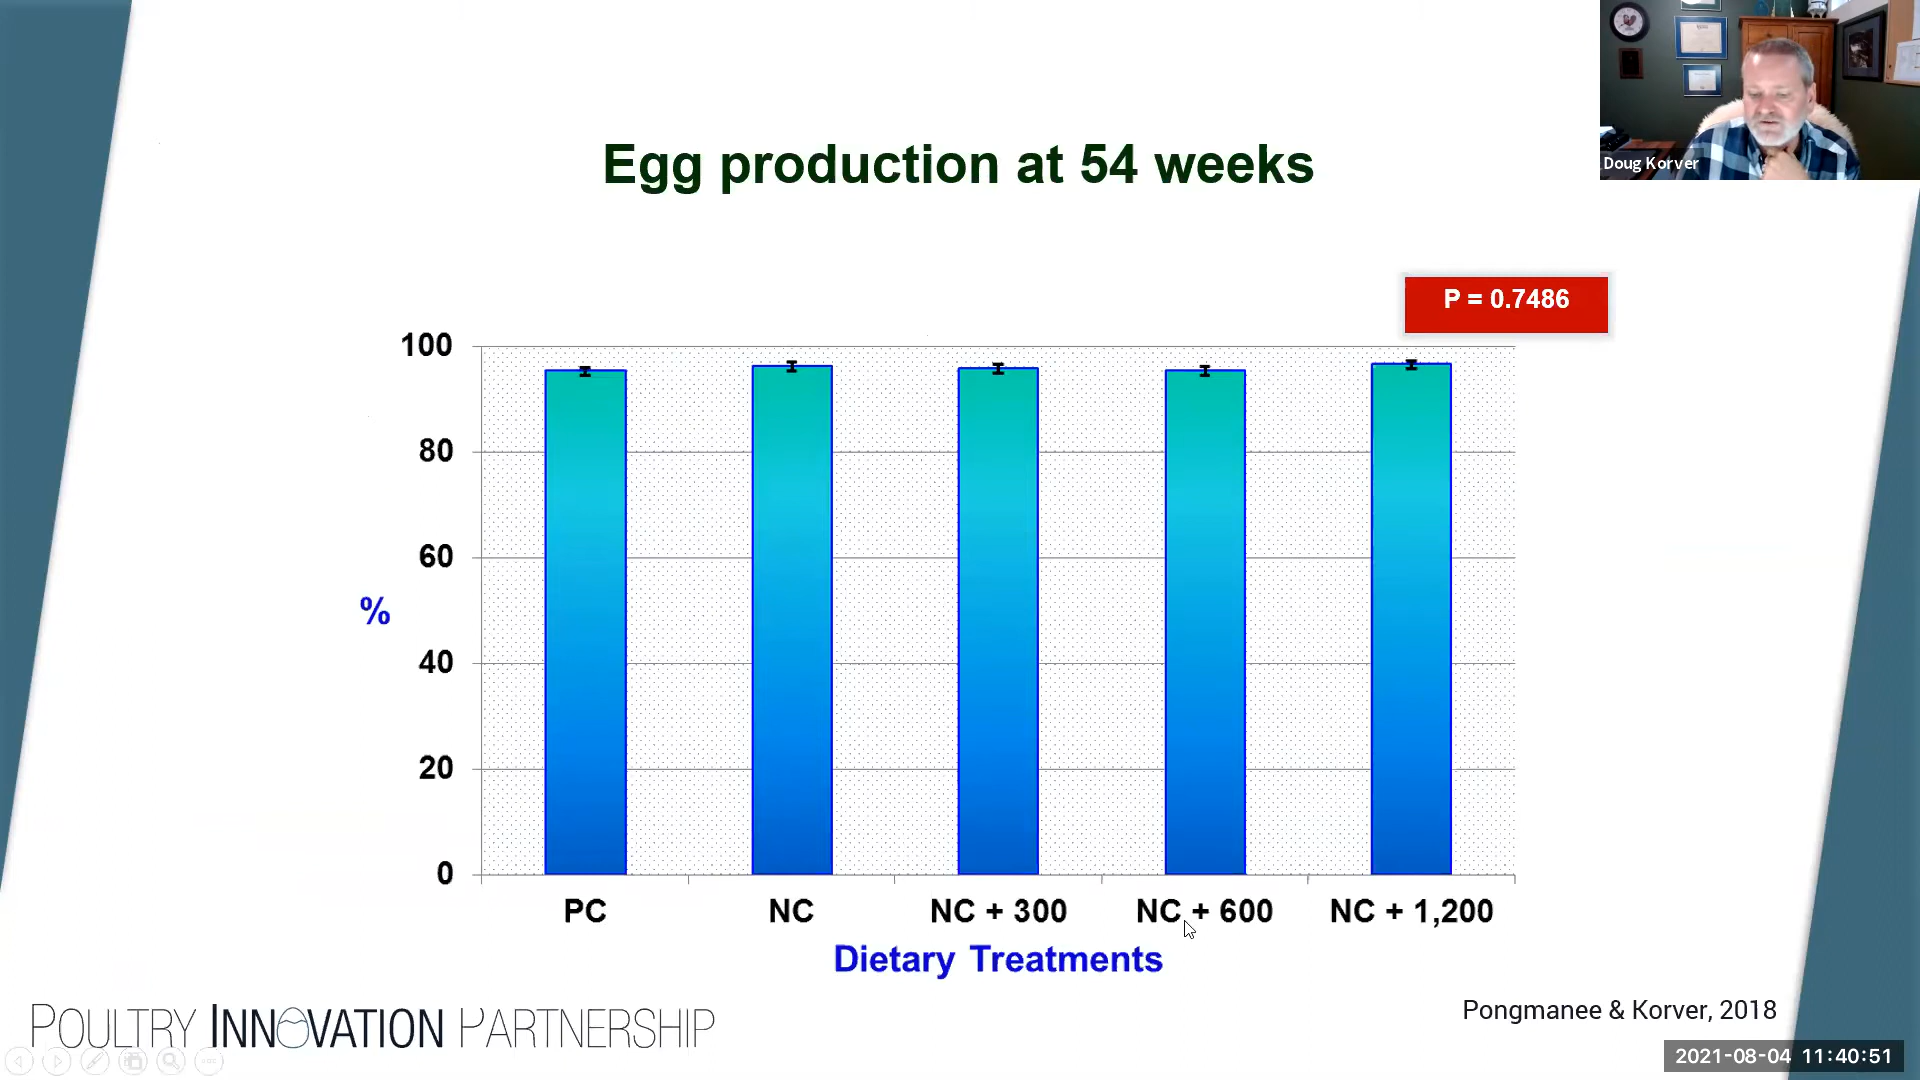 Doug Korver
Egg production at 54 weeks
P = 0.7486
100
80
60
%
40
20
0
PC NC NC + 300 NC + 600 NC + 1,200
Dietary Treatments
Pongmanee & Korver, 2018
POULTRY INNOVATION PARTNERSHIP
2021-08-04 11:40:51